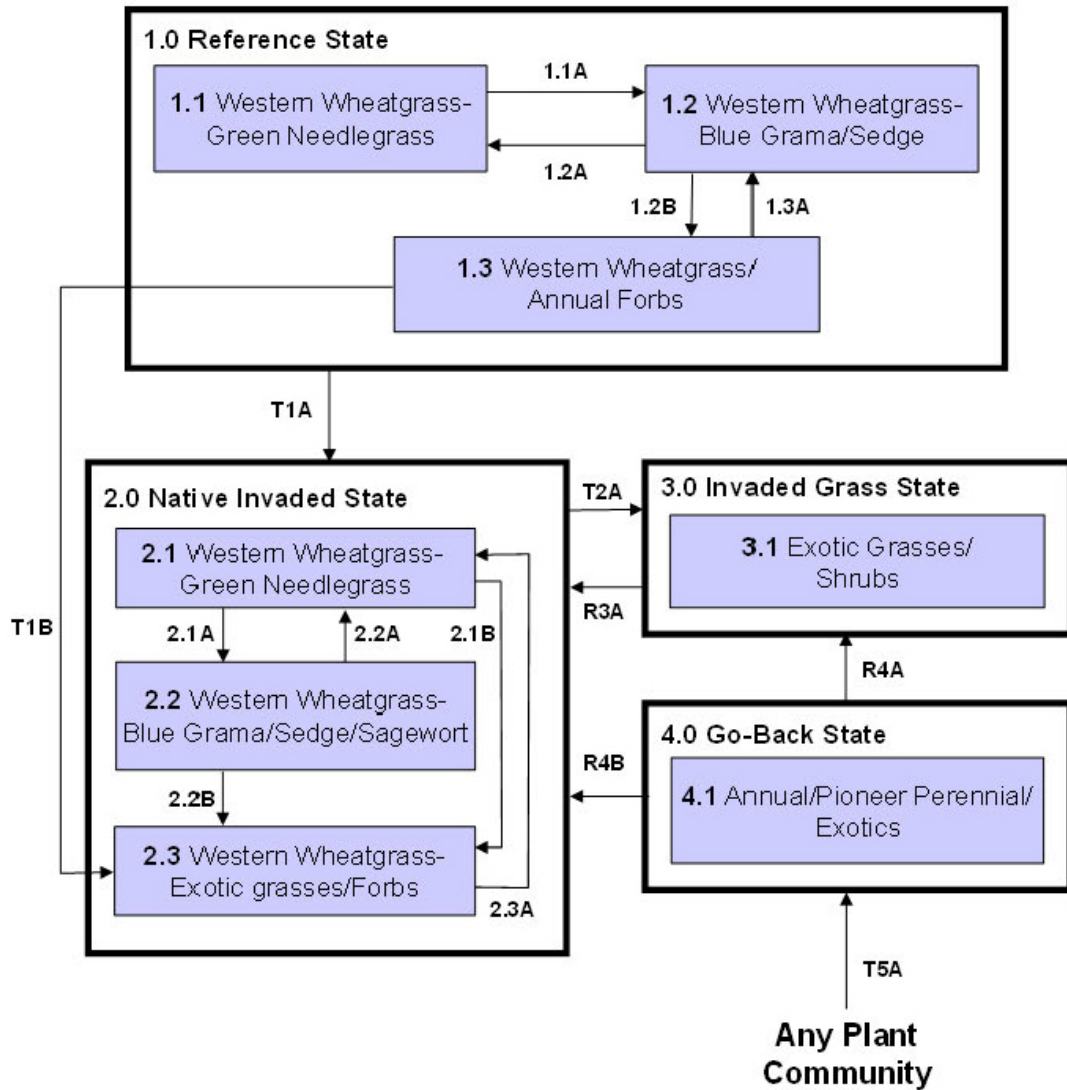 1.0 Reference State
1.1 Western Wheatgrass-
Green Needlegrass
1.1A
1.2 Western Wheatgrass-
Blue Grama/Sedge
1.2A
1.2B
1.3A
1.3 Western Wheatgrass/
Annual Forbs
T1A
T1B
2.0 Native Invaded State
2.1 Western Wheatgrass-
Green Needlegrass
2.1A
2.2A
2.1B
2.2 Western Wheatgrass-
Blue Grama/Sedge/Sagewort
2.2B
2.3 Western Wheatgrass-
Exotic grasses/Forbs
2.3A
T2A
R3A
3.0 Invaded Grass State
3.1 Exotic Grasses/
Shrubs
R4A
R4B
4.0 Go-Back State
4.1 Annual/Pioneer Perennial/
Exotics
T5A
Any Plant
Community